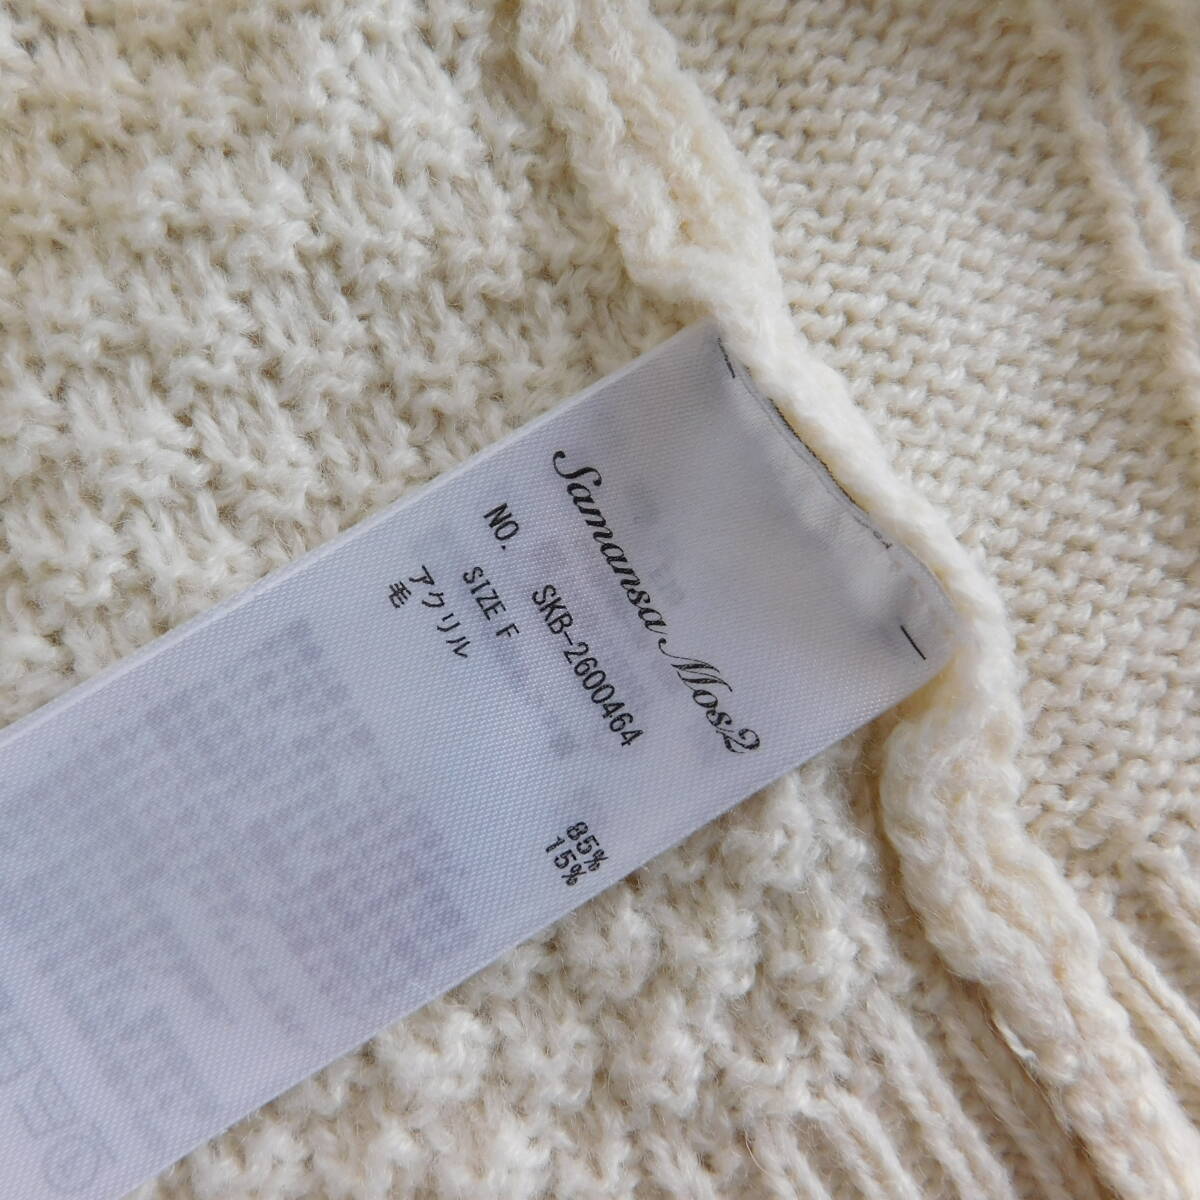 Samansa Mos2
NO. SKB-2600464
SIZE F
アクリル 85%
毛 15%